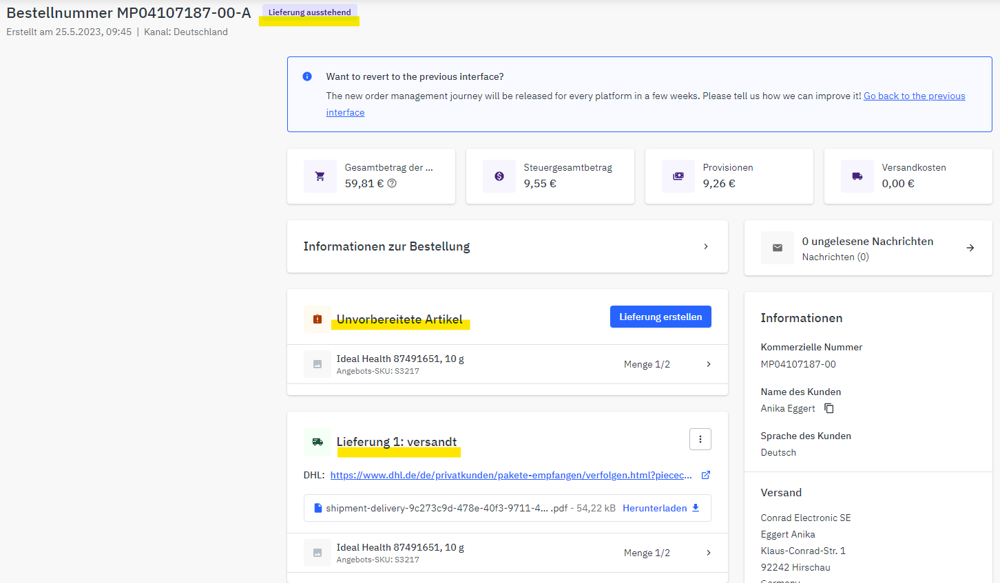 Bestellnummer MP04107187-00-A Lieferung ausstehend
Erstellt am 25.5.2023, 09:45 | Kanal: Deutschland
Want to revert to the previous interface?
The new order management journey will be released for every platform in a few weeks. Please tell us how we can improve it! Go back to the previous
interface
Gesamtbetrag der ...
59,81 €
Steuergesamtbetrag
9,55 €
Provisionen
9,26 €
Versandkosten
0,00 €
Informationen zur Bestellung
0 ungelesene Nachrichten
Nachrichten (0)
Unvorbereitete Artikel
Lieferung erstellen
Ideal Health 87491651, 10 g
Angebots-SKU: S3217
Menge 1/2
Lieferung 1: versandt
DHL: https://www.dhl.de/de/privatkunden/pakete-empfangen/verfolgen.html?piecec...
shipment-delivery-9c273c9d-478e-40f3-9711-4... .pdf - 54,22 kB Herunterladen
Ideal Health 87491651, 10 g
Angebots-SKU: S3217
Menge 1/2
Informationen
Kommerzielle Nummer
MP04107187-00
Name des Kunden
Anika Eggert
Sprache des Kunden
Deutsch
Versand
Conrad Electronic SE
Eggert Anika
Klaus-Conrad-Str. 1
92242 Hirschau
Germany